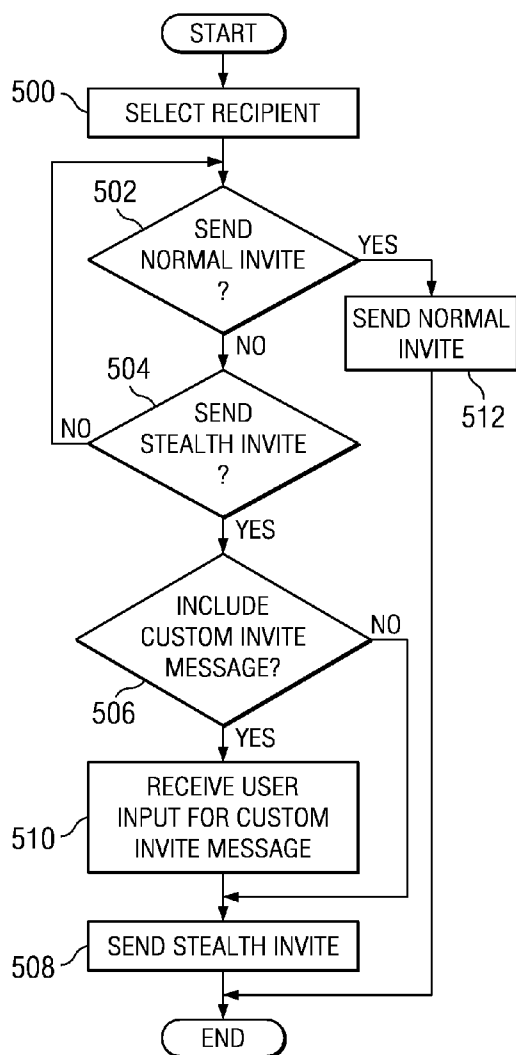 START
500
SELECT RECIPIENT
502
SEND
NORMAL INVITE
?
YES
SEND NORMAL
INVITE
512
NO
504
SEND
STEALTH INVITE
?
NO
YES
INCLUDE
CUSTOM INVITE
MESSAGE?
NO
506
YES
RECEIVE USER
INPUT FOR CUSTOM
INVITE MESSAGE
510
SEND STEALTH INVITE
508
END